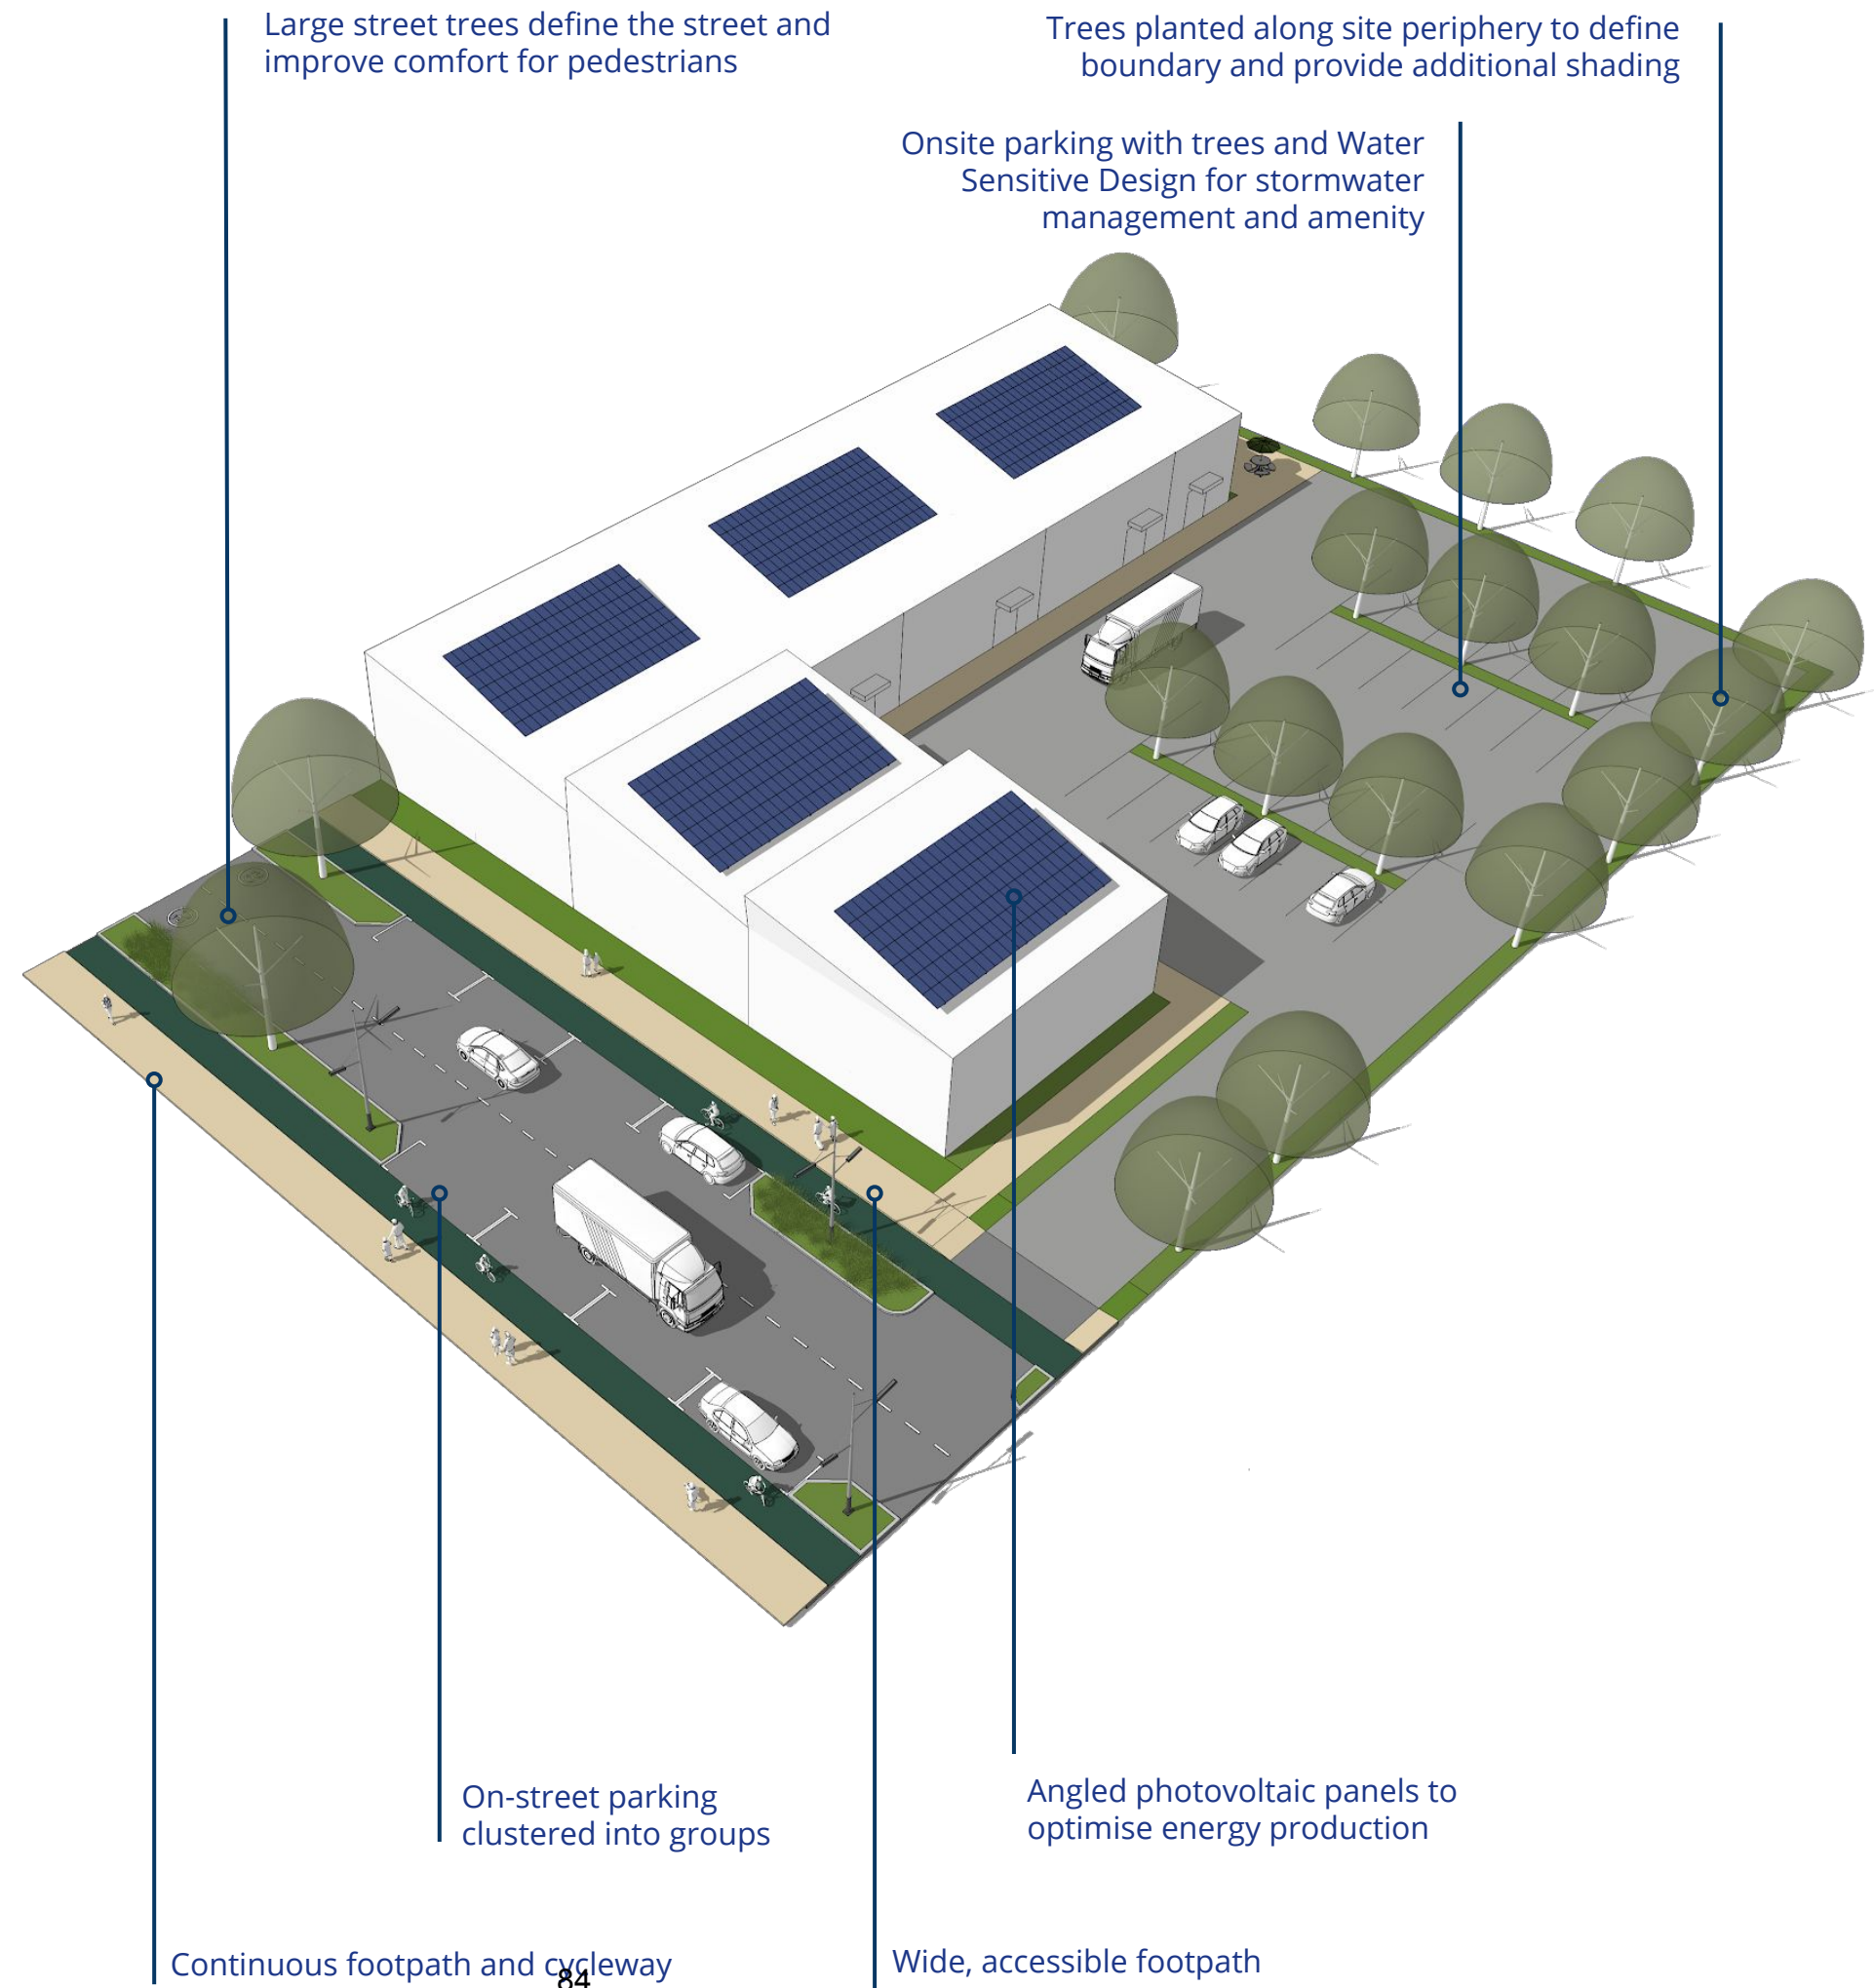 Large street trees define the street and
improve comfort for pedestrians
Trees planted along site periphery to define
boundary and provide additional shading
Onsite parking with trees and Water
Sensitive Design for stormwater
management and amenity
On-street parking
clustered into groups
Angled photovoltaic panels to
optimise energy production
Continuous footpath and cycleway
Wide, accessible footpath
84